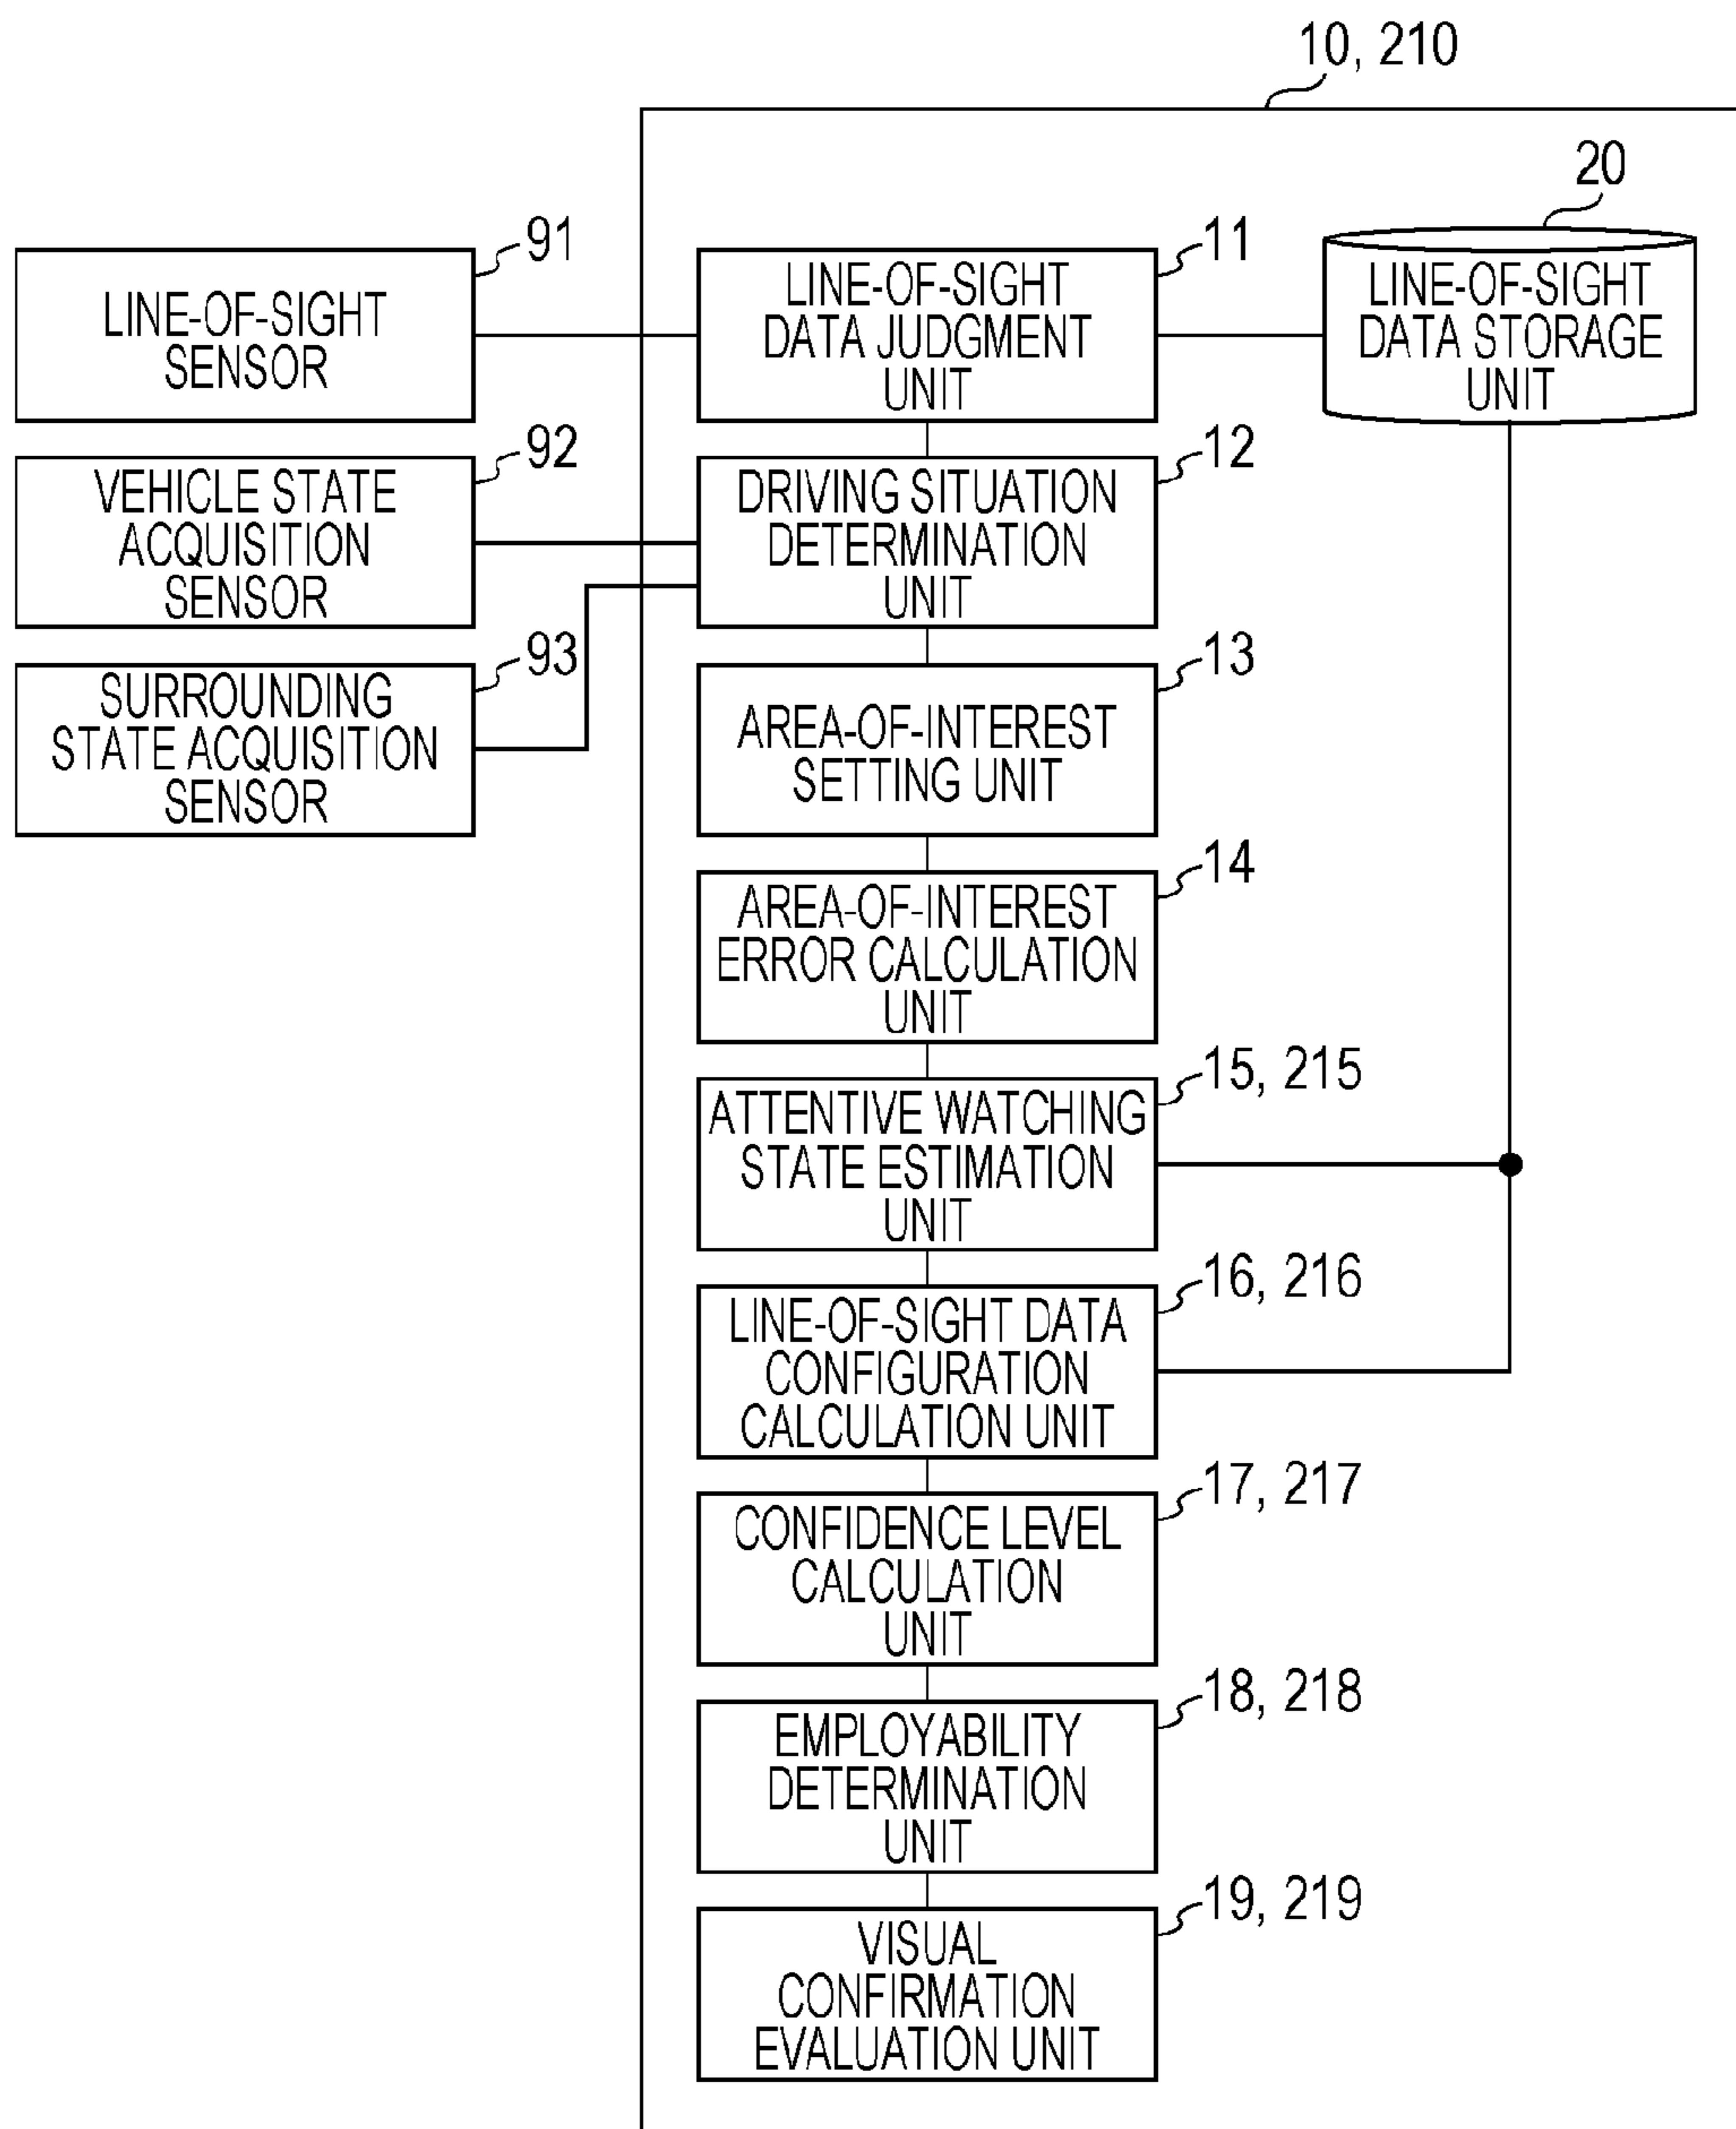 10, 210
20
91
11
LINE-OF-SIGHT
SENSOR
LINE-OF-SIGHT
DATA JUDGMENT
UNIT
LINE-OF-SIGHT
DATA STORAGE
UNIT
92
12
VEHICLE STATE
ACQUISITION
SENSOR
DRIVING SITUATION
DETERMINATION
UNIT
93
13
SURROUNDING
STATE ACQUISITION
SENSOR
AREA-OF-INTEREST
SETTING UNIT
14
AREA-OF-INTEREST
ERROR CALCULATION
UNIT
15, 215
ATTENTIVE WATCHING
STATE ESTIMATION
UNIT
16, 216
LINE-OF-SIGHT DATA
CONFIGURATION
CALCULATION UNIT
17, 217
CONFIDENCE LEVEL
CALCULATION
UNIT
18, 218
EMPLOYABILITY
DETERMINATION
UNIT
19, 219
VISUAL
CONFIRMATION
EVALUATION UNIT